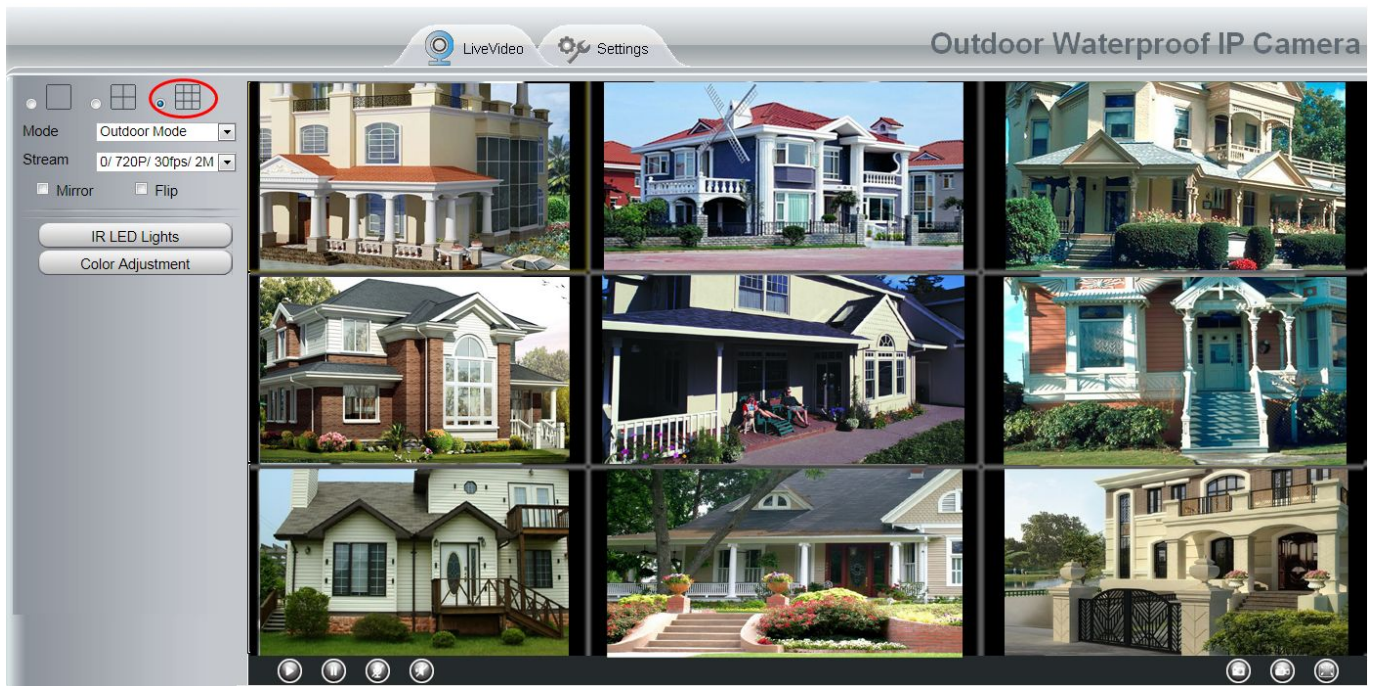 LiveVideo
Settings
Outdoor Waterproof IP Camera
Mode
Outdoor Mode
Stream
0/ 720P/ 30fps/ 2M
Mirror
Flip
IR LED Lights
Color Adjustment